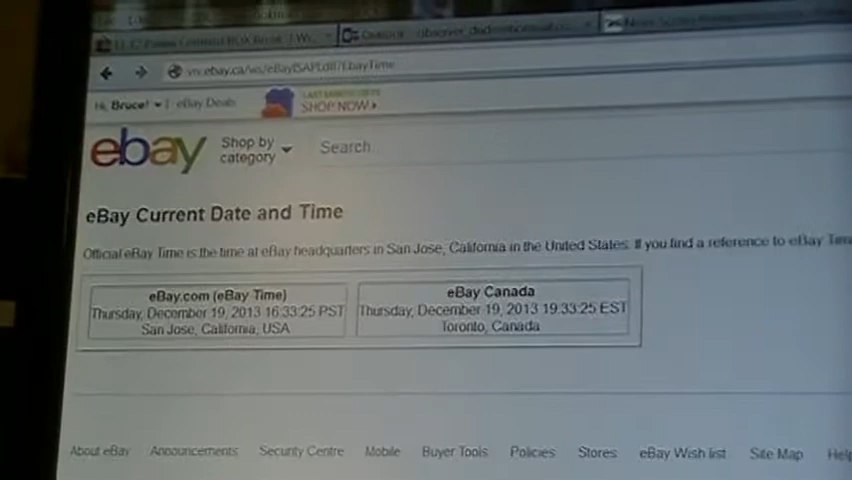 Hi, Bruce! eBay Deals
SHOP NOW
ebay Shop by category Search
eBay Current Date and Time
Official eBay Time is the time at eBay headquarters in San Jose, California in the United States. If you find a reference to eBay Time
eBay.com (eBay Time)
Thursday, December 19, 2013 16:33:25 PST
San Jose, California, USA
eBay Canada
Thursday, December 19, 2013 19:33:25 EST
Toronto, Canada
About eBay Announcements Security Centre Mobile Buyer Tools Policies Stores eBay Wish list Site Map Help